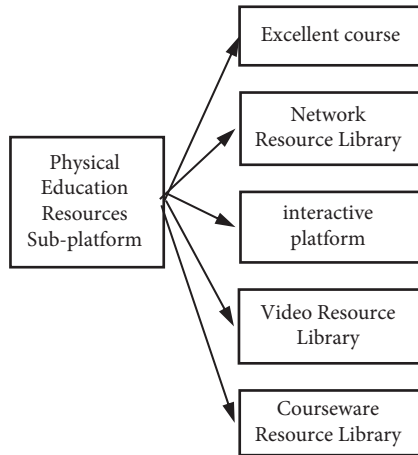 Physical
Education
Resources
Sub-platform
Excellent course
Network
Resource Library
interactive
platform
Video Resource
Library
Courseware
Resource Library